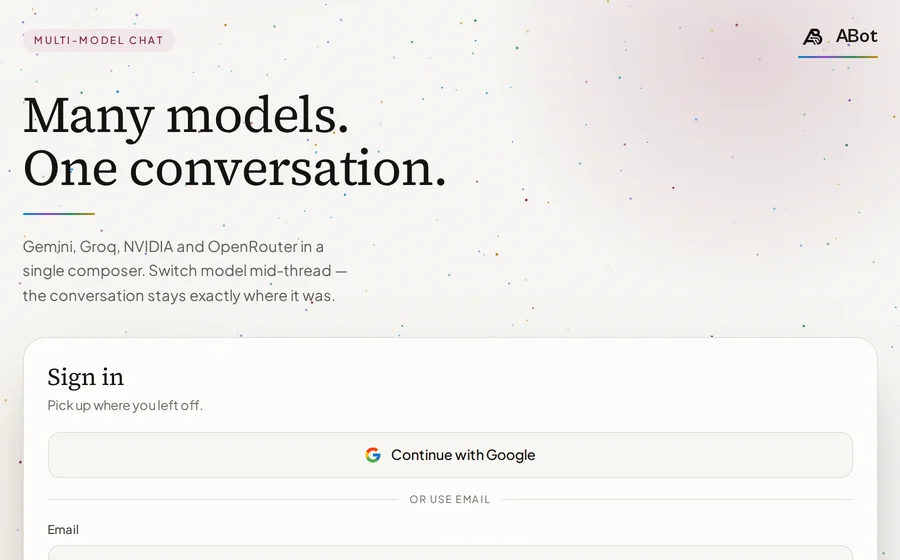 MULTI-MODEL CHAT
ABot
Many models.
One conversation.
Gemini, Groq, NVIDIA and OpenRouter in a
single composer. Switch model mid-thread —
the conversation stays exactly where it was.
Sign in
Pick up where you left off.
Continue with Google
OR USE EMAIL
Email